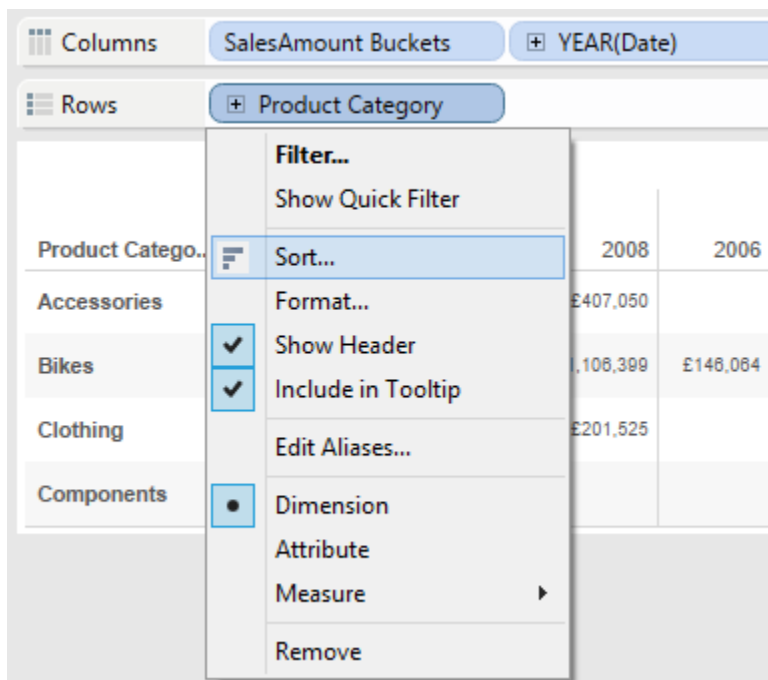 Columns SalesAmount Buckets YEAR(Date)
Rows Product Category
Filter...
Show Quick Filter
Product Catego.. Sort... 2008 2006
Accessories Format... £407,050
Show Header
Bikes ,106,399 £146,064
Include in Tooltip
Clothing £201,525
Edit Aliases...
Components
Dimension
Attribute
Measure
Remove